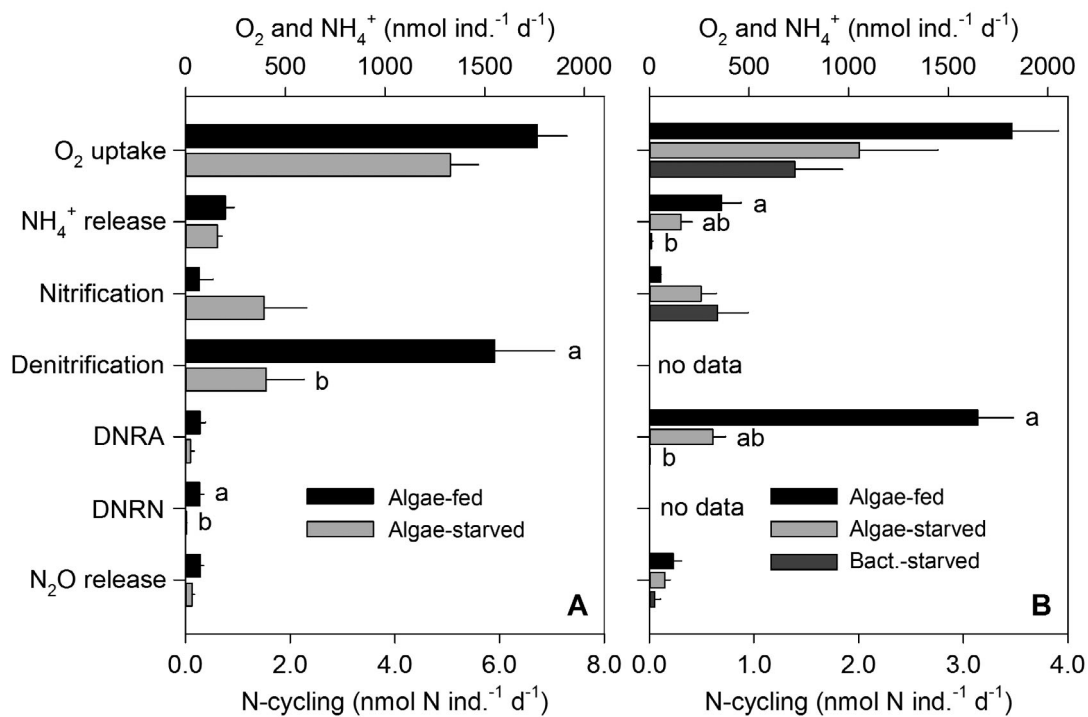 O₂ and NH₄⁺ (nmol ind.⁻¹ d⁻¹)
0 500 1000 1500 2000
O₂ uptake
NH₄⁺ release
Nitrification
Denitrification
DNRA
DNRN
N₂O release
a
b
a
b
Algae-fed
Algae-starved
A
0.0 2.0 4.0 6.0 8.0
N-cycling (nmol N ind.⁻¹ d⁻¹)
O₂ and NH₄⁺ (nmol ind.⁻¹ d⁻¹)
0 500 1000 1500 2000
a
ab
b
no data
a
ab
b
no data
Algae-fed
Algae-starved
Bact.-starved
B
0.0 1.0 2.0 3.0 4.0
N-cycling (nmol N ind.⁻¹ d⁻¹)